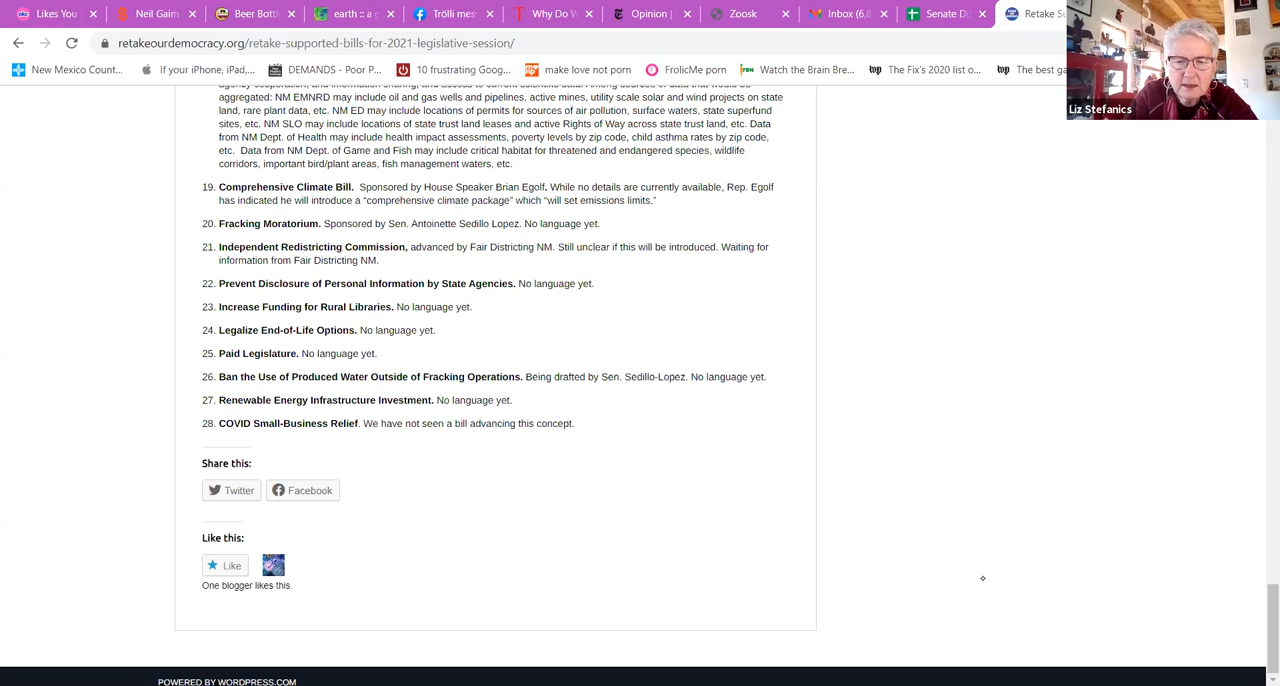 Likes You
Neil Gaim
Beer Bottl
earth :: a g
Trölli mes
Why Do W
Opinion |
Zoosk
Inbox (6,8
Senate Di
Retake Su
retakeourdemocracy.org/retake-supported-bills-for-2021-legislative-session/
New Mexico Count...
If your iPhone, iPad,...
DEMANDS - Poor P...
10 frustrating Goog...
make love not porn
FrolicMe porn
Watch the Brain Bre...
The Fix's 2020 list o...
The best ga
Liz Stefanics
aggregated; NM EMNRD may include oil and gas wells and pipelines, active mines, utility scale solar and wind projects on state
land, rare plant data, etc. NM ED may include locations of permits for sources of air pollution, surface waters, state superfund
sites, etc. NM SLO may include locations of state trust land leases and active Rights of Way across state trust land, etc. Data
from NM Dept. of Health may include health impact assessments, poverty levels by zip code, child asthma rates by zip code,
etc. Data from NM Dept. of Game and Fish may include critical habitat for threatened and endangered species, wildlife
corridors, important bird/plant areas, fish management waters, etc.
19. Comprehensive Climate Bill. Sponsored by House Speaker Brian Egolf. While no details are currently available, Rep. Egolf
has indicated he will introduce a “comprehensive climate package” which “will set emissions limits.”
20. Fracking Moratorium. Sponsored by Sen. Antoinette Sedillo Lopez. No language yet.
21. Independent Redistricting Commission, advanced by Fair Districting NM. Still unclear if this will be introduced. Waiting for
information from Fair Districting NM.
22. Prevent Disclosure of Personal Information by State Agencies. No language yet.
23. Increase Funding for Rural Libraries. No language yet.
24. Legalize End-of-Life Options. No language yet.
25. Paid Legislature. No language yet.
26. Ban the Use of Produced Water Outside of Fracking Operations. Being drafted by Sen. Sedillo-Lopez. No language yet.
27. Renewable Energy Infrastructure Investment. No language yet.
28. COVID Small-Business Relief. We have not seen a bill advancing this concept.
Share this:
Twitter
Facebook
Like this:
Like
One blogger likes this.
POWERED BY WORDPRESS.COM